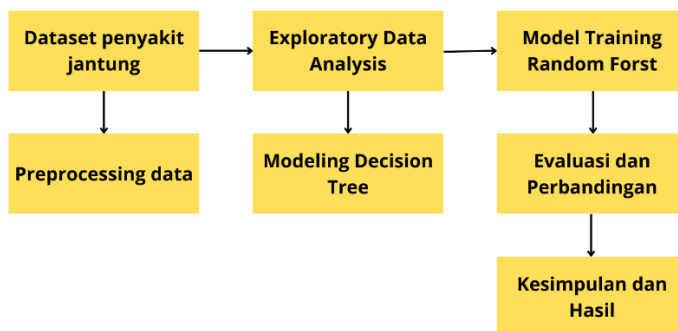 Dataset penyakit
jantung
Exploratory Data
Analysis
Model Training
Random Forst
Preprocessing data
Modeling Decision
Tree
Evaluasi dan
Perbandingan
Kesimpulan dan
Hasil